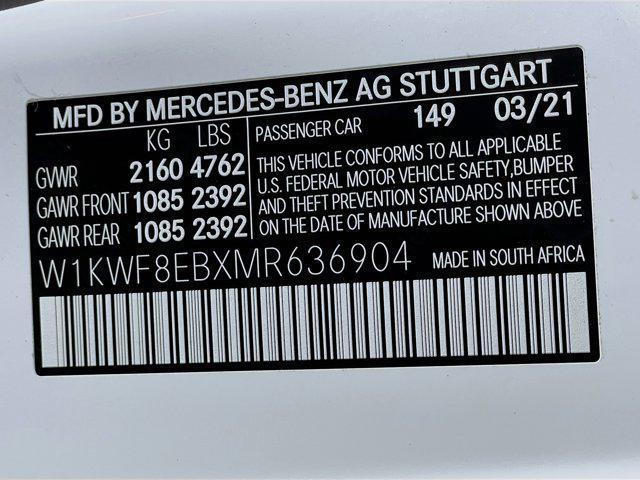 MFD BY MERCEDES-BENZ AG STUTTGART
KG LBS
GVWR 2160 4762
GAWR FRONT 1085 2392
GAWR REAR 1085 2392
PASSENGER CAR 149 03/21
THIS VEHICLE CONFORMS TO ALL APPLICABLE
U.S. FEDERAL MOTOR VEHICLE SAFETY, BUMPER
AND THEFT PREVENTION STANDARDS IN EFFECT
ON THE DATE OF MANUFACTURE SHOWN ABOVE
W1KWF8EBXMR636904 MADE IN SOUTH AFRICA